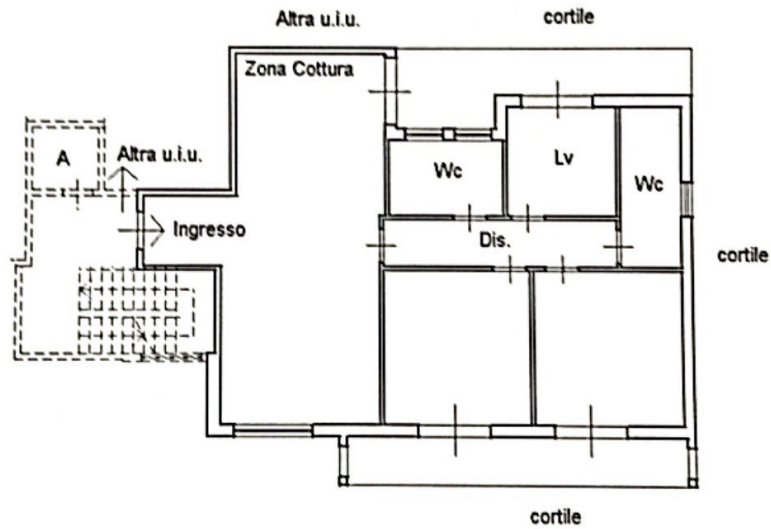 Altra u.i.u.
cortile
Zona Cottura
A
Altra u.i.u.
Wc
Lv
Wc
Ingresso
Dis.
cortile
cortile